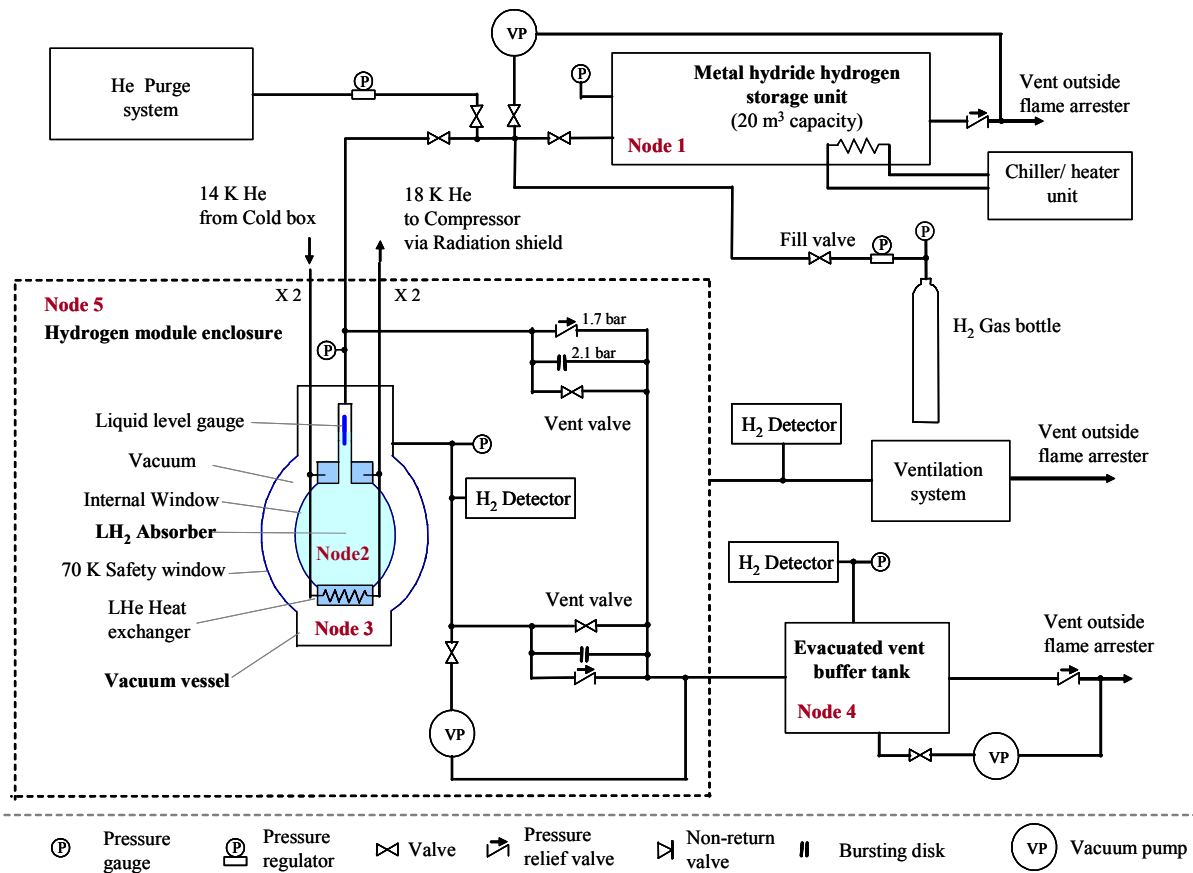 VP
He Purge
system
P
P
Metal hydride hydrogen
storage unit
(20 m³ capacity)
Node 1
Vent outside
flame arrester
Chiller/ heater
unit
14 K He
from Cold box
18 K He
to Compressor
via Radiation shield
Fill valve
P
P
H₂ Gas bottle
Node 5
Hydrogen module enclosure
X 2
X 2
P
1.7 bar
2.1 bar
Vent valve
Liquid level gauge
Vacuum
Internal Window
LH₂ Absorber
70 K Safety window
LHe Heat
exchanger
Vacuum vessel
Node2
Node 3
P
H₂ Detector
H₂ Detector
Ventilation
system
Vent outside
flame arrester
H₂ Detector
P
Vent valve
VP
Evacuated vent
buffer tank
Node 4
Vent outside
flame arrester
VP
P
Pressure
gauge
P
Pressure
regulator
Valve
Pressure
relief valve
Non-return
valve
Bursting disk
VP
Vacuum pump